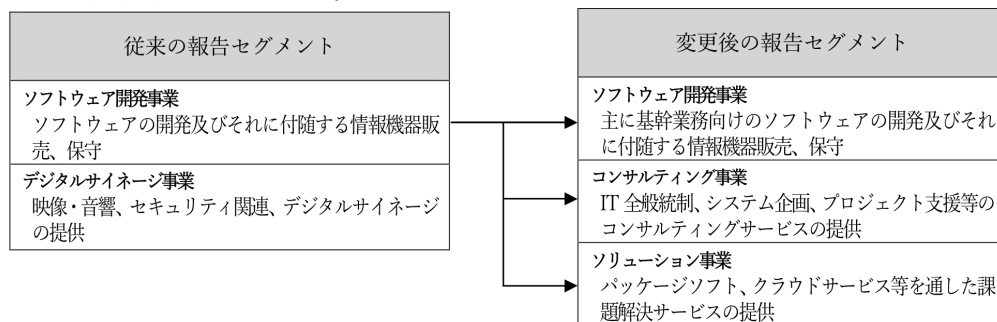 従来の報告セグメント
ソフトウェア開発事業
ソフトウェアの開発及びそれに付随する情報機器販
売、保守
デジタルサイネージ事業
映像・音響、セキュリティ関連、デジタルサイネージ
の提供
変更後の報告セグメント
ソフトウェア開発事業
主に基幹業務向けのソフトウェアの開発及びそれ
に付随する情報機器販売、保守
コンサルティング事業
IT 全般統制、システム企画、プロジェクト支援等の
コンサルティングサービスの提供
ソリューション事業
パッケージソフト、クラウドサービス等を通した課
題解決サービスの提供